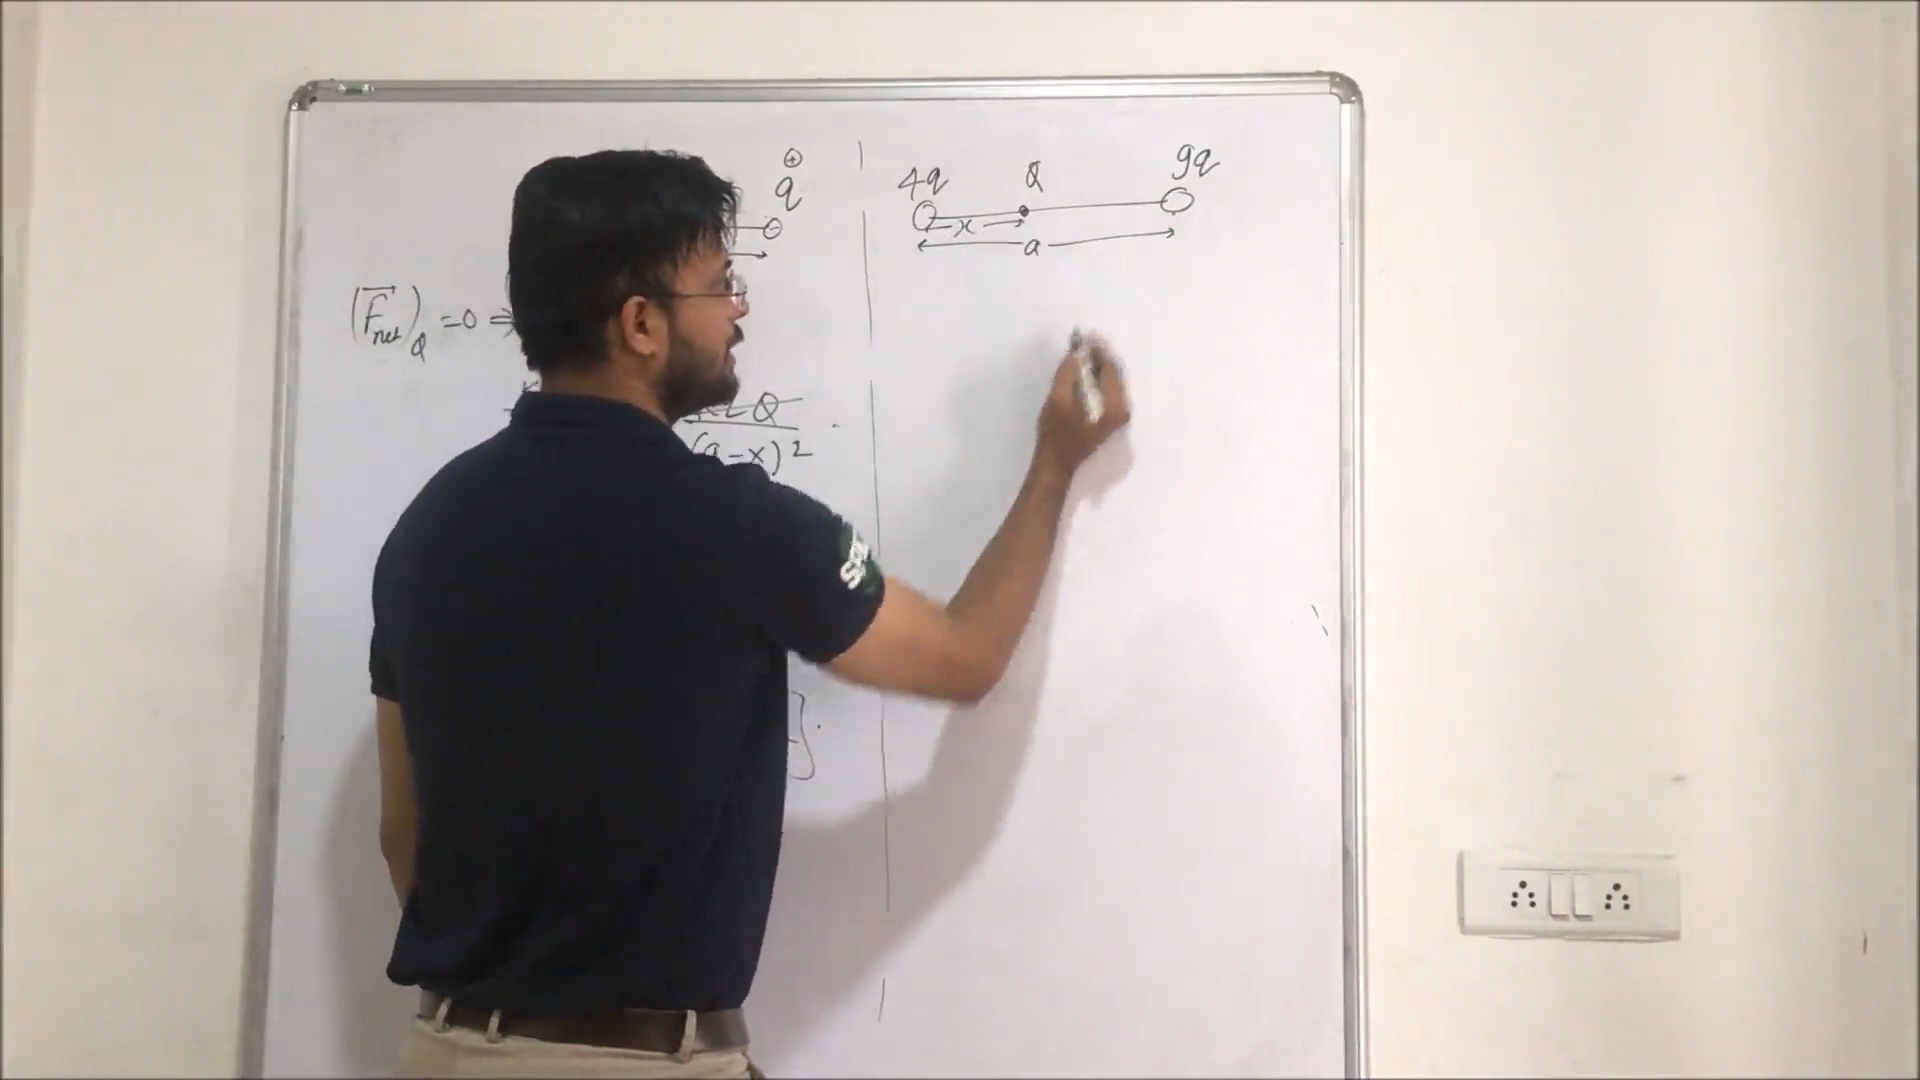 ⊕
q
(F⃗net)Q = 0 ⇒
Q
(a-x)²
4q Q 9q
x
a